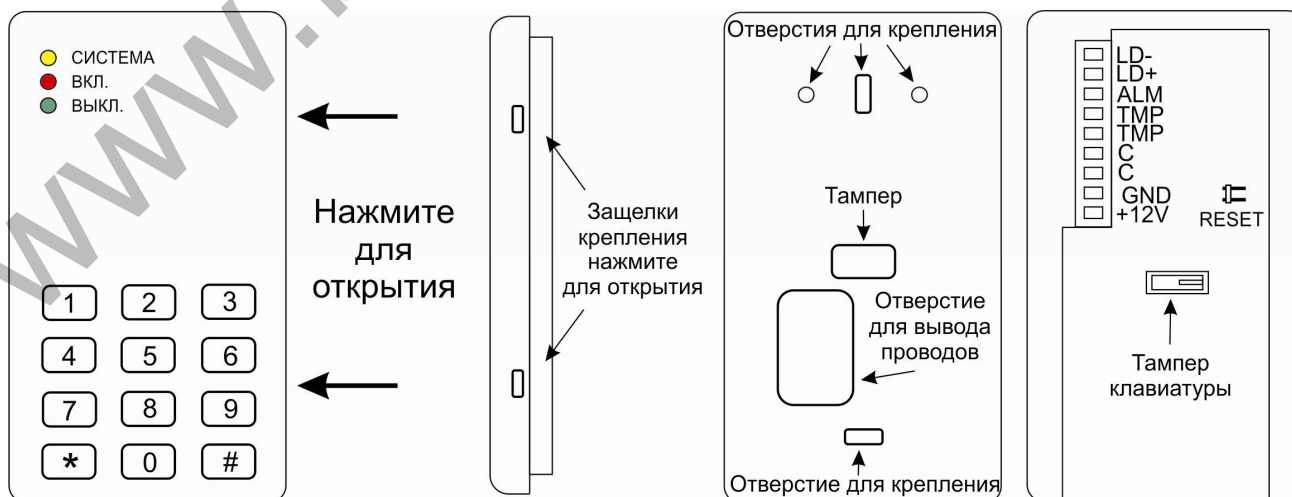 СИСТЕМА
ВКЛ.
ВЫКЛ.
1 2 3
4 5 6
7 8 9
* 0 #
Нажмите
для
открытия
Защелки
крепления
нажмите
для открытия
Отверстия для крепления
Тампер
Отверстие
для вывода
проводов
Отверстие для крепления
LD-
LD+
ALM
TMP
TMP
C
C
GND
+12V
RESET
Тампер
клавиатуры
www.